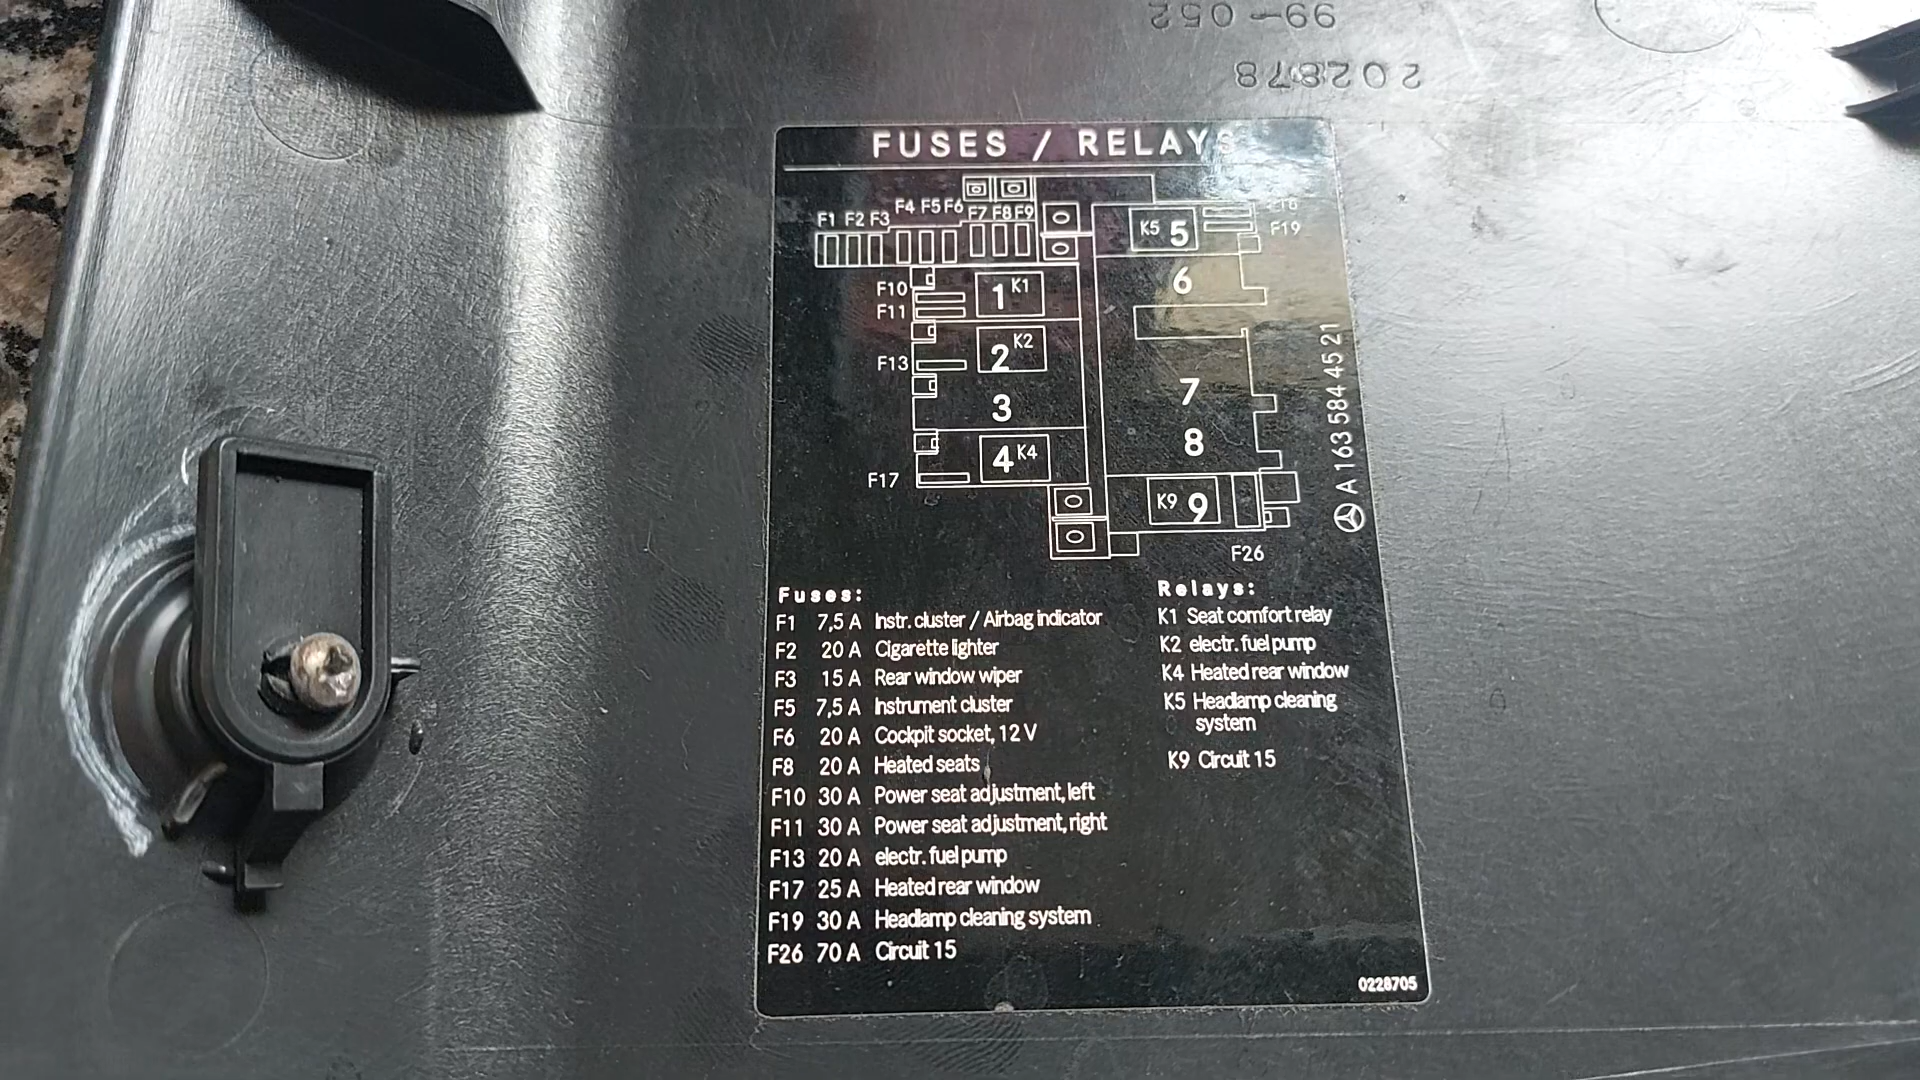 99-052
202878
FUSES / RELAYS
F1 F2 F3 F4 F5 F6 F7 F8 F9
K5 5
F18
F19
6
F10
1 K1
F11
2 K2
F13
7
3
8
4 K4
F17
K9 9
F26
A 163 584 45 21
Fuses:
F1 7,5 A Instr. cluster / Airbag indicator
F2 20 A Cigarette lighter
F3 15 A Rear window wiper
F5 7,5 A Instrument cluster
F6 20 A Cockpit socket, 12 V
F8 20 A Heated seats
F10 30 A Power seat adjustment, left
F11 30 A Power seat adjustment, right
F13 20 A electr. fuel pump
F17 25 A Heated rear window
F19 30 A Headlamp cleaning system
F26 70 A Circuit 15
Relays:
K1 Seat comfort relay
K2 electr. fuel pump
K4 Heated rear window
K5 Headlamp cleaning
system
K9 Circuit 15
0228705